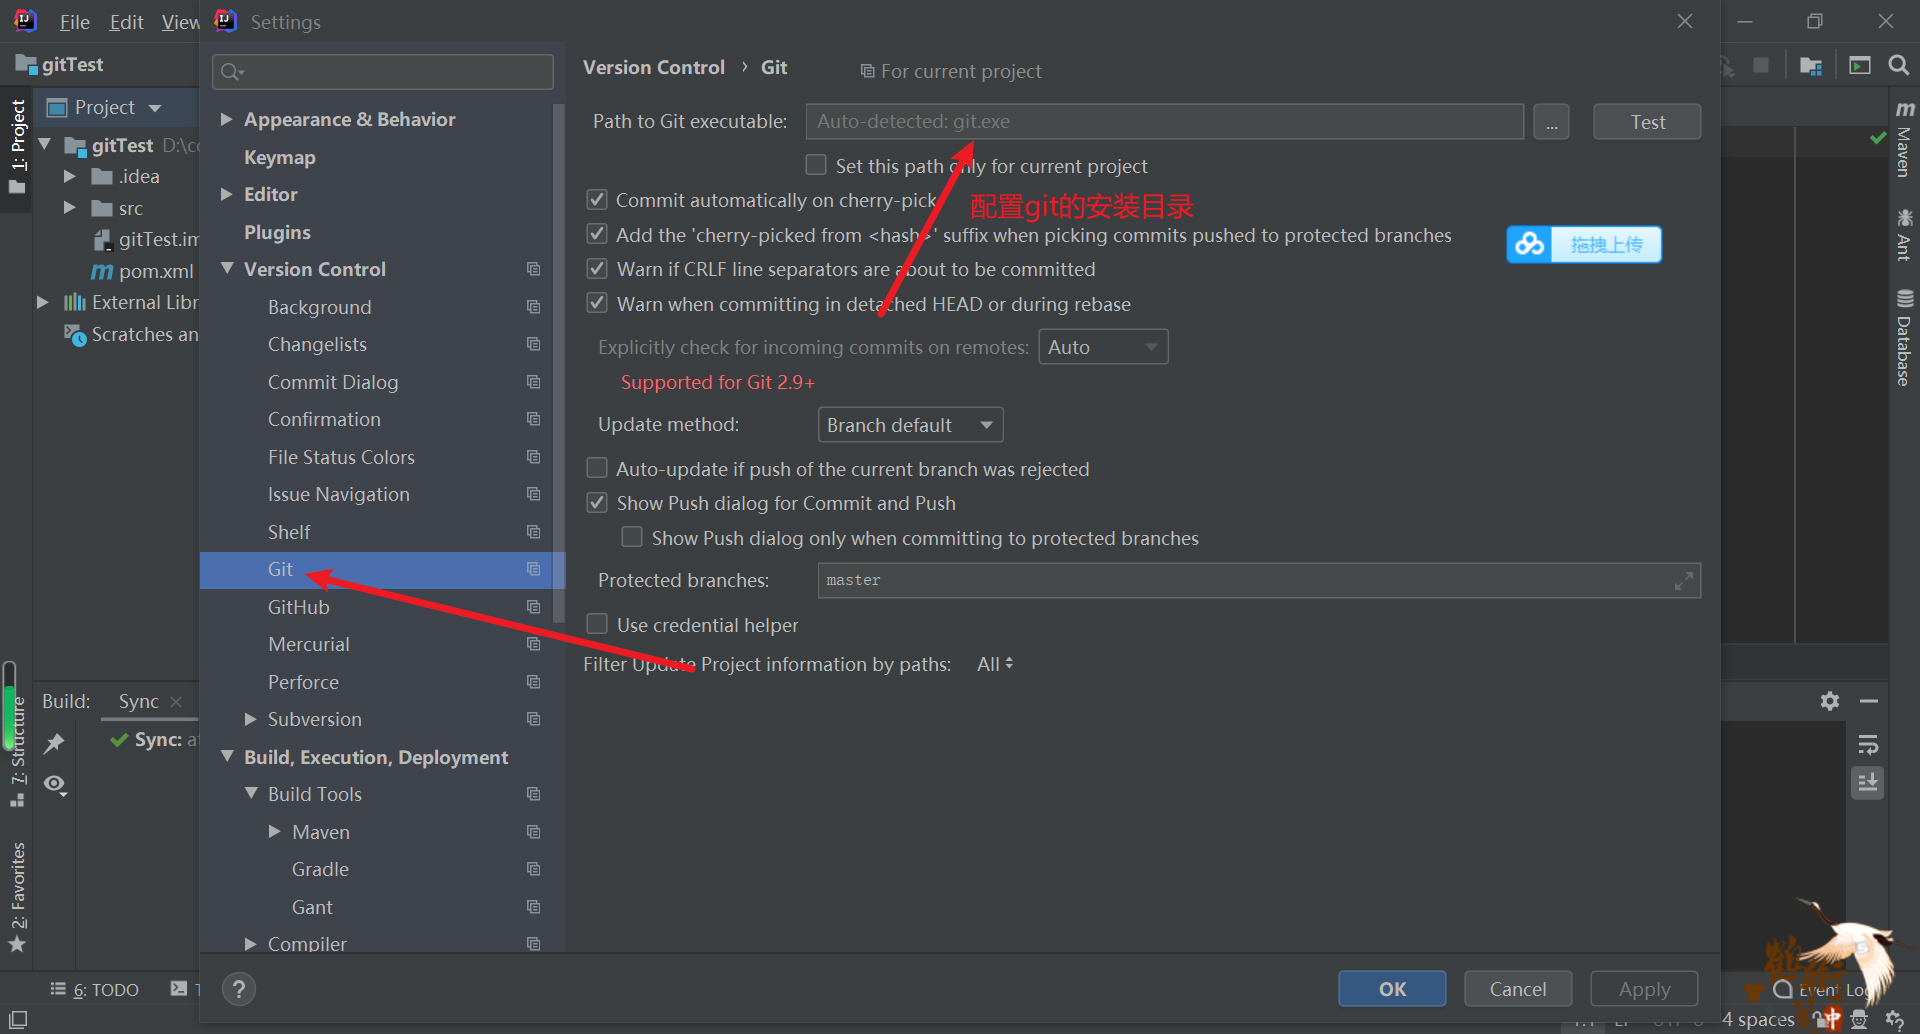 File Edit View
Settings
gitTest
Version Control › Git
For current project
Project
Path to Git executable:
Auto-detected: git.exe
...
Test
Set this path only for current project
Commit automatically on cherry-pick
配置git的安装目录
Add the 'cherry-picked from <hash>' suffix when picking commits pushed to protected branches
拖拽上传
Warn if CRLF line separators are about to be committed
Warn when committing in detached HEAD or during rebase
Explicitly check for incoming commits on remotes:
Auto
Supported for Git 2.9+
Update method:
Branch default
Auto-update if push of the current branch was rejected
Show Push dialog for Commit and Push
Show Push dialog only when committing to protected branches
Protected branches:
master
Use credential helper
Filter Update Project information by paths:
All
Appearance & Behavior
Keymap
Editor
Plugins
Version Control
Background
Changelists
Commit Dialog
Confirmation
File Status Colors
Issue Navigation
Shelf
Git
GitHub
Mercurial
Perforce
Subversion
Build, Execution, Deployment
Build Tools
Maven
Gradle
Gant
Compiler
1: Project
gitTest D:\co
.idea
src
gitTest.im
pom.xml
External Libr
Scratches an
Build:
Sync
Sync: at
7: Structure
2: Favorites
6: TODO
?
OK
Cancel
Apply
Maven
Ant
Database
Event Log
4 spaces
中